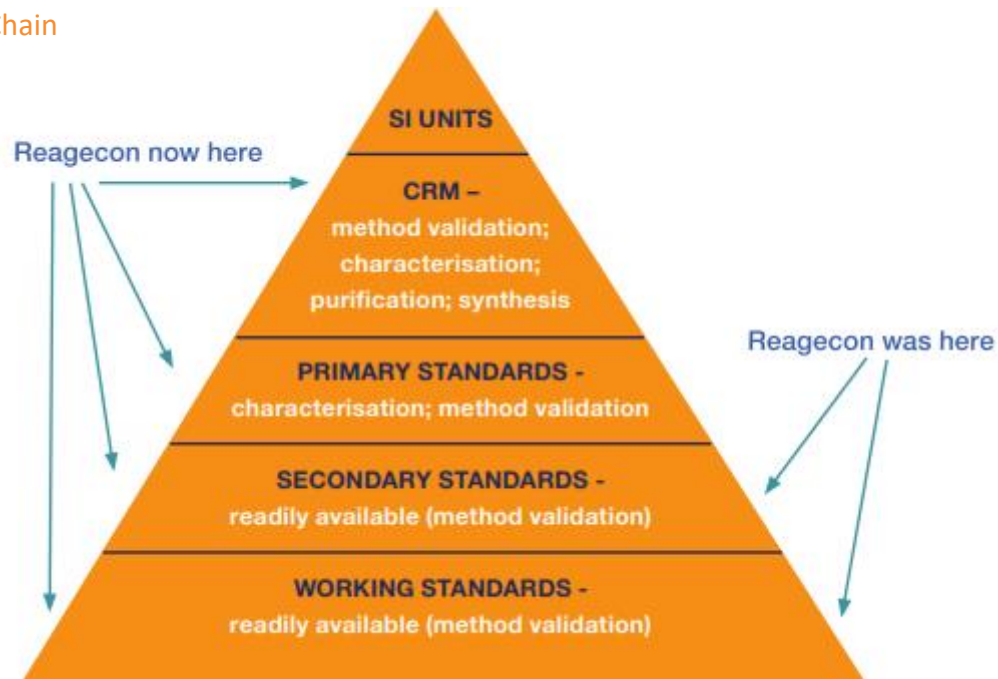 Chain
SI UNITS
Reagecon now here
CRM –
method validation;
characterisation;
purification; synthesis
Reagecon was here
PRIMARY STANDARDS -
characterisation; method validation
SECONDARY STANDARDS -
readily available (method validation)
WORKING STANDARDS -
readily available (method validation)